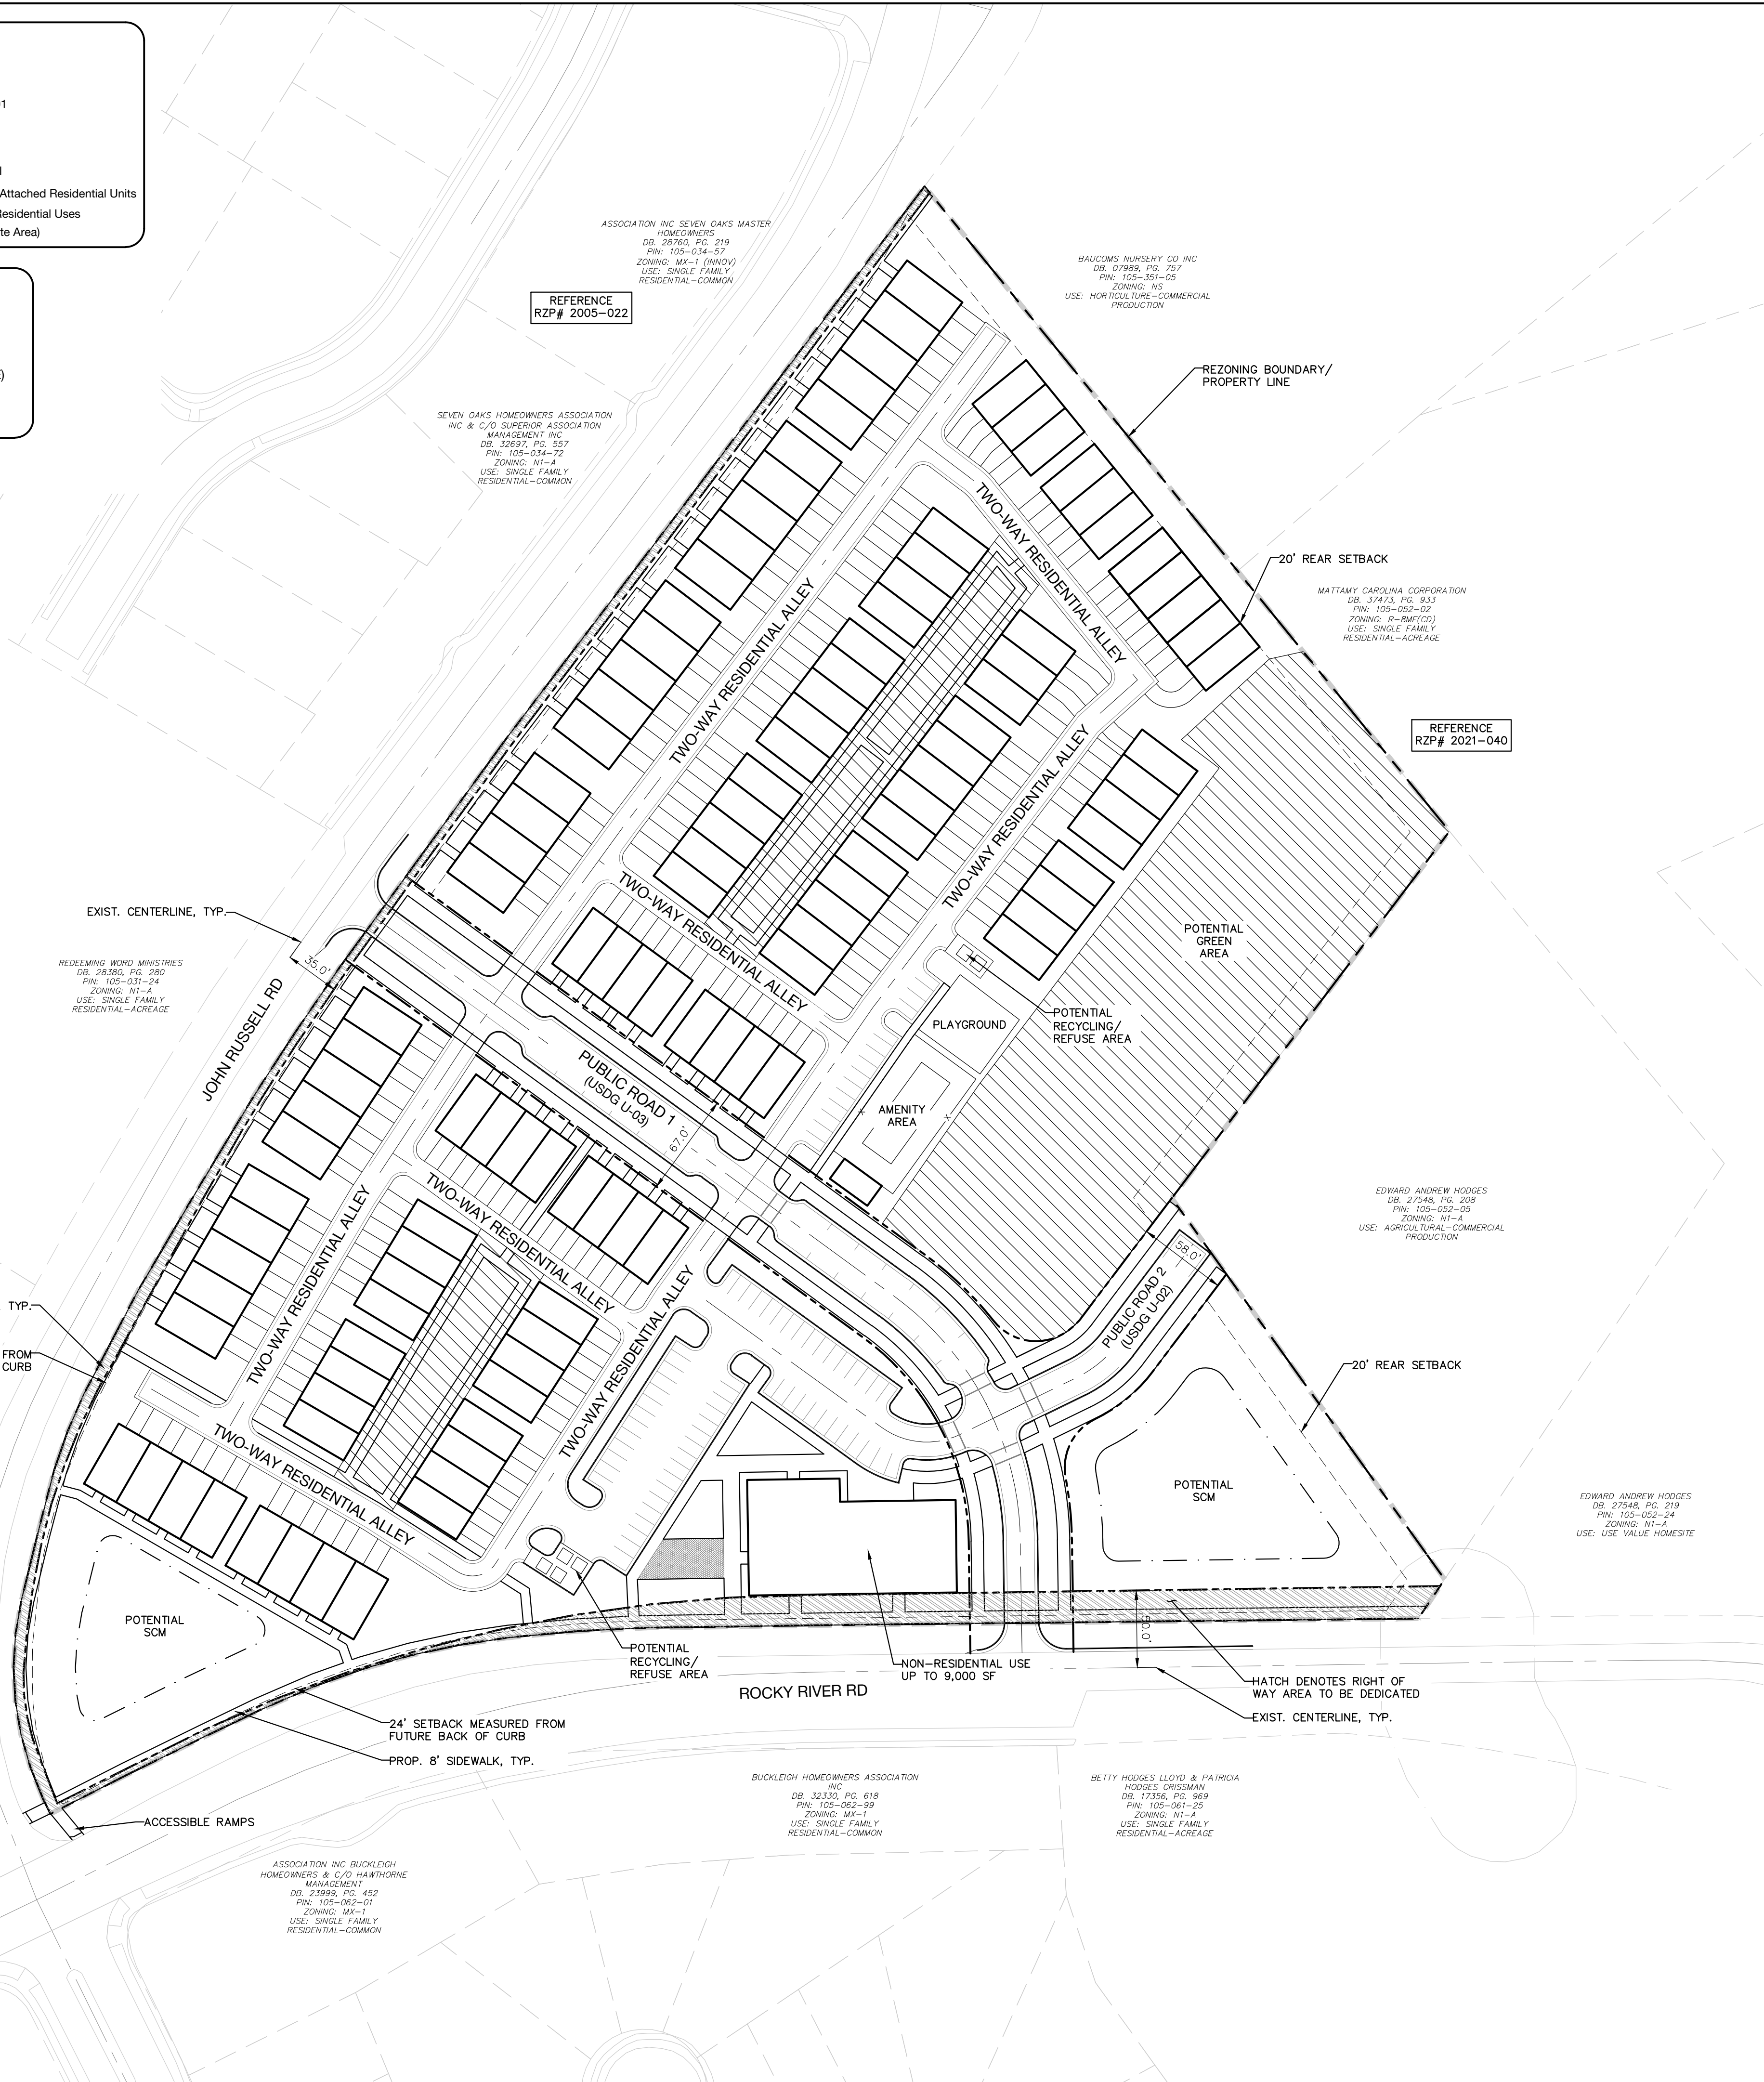 Attached Residential Units
Residential Uses
te Area)
ASSOCIATION INC SEVEN OAKS MASTER
HOMEOWNERS
DB. 28760, PG. 219
PIN: 105-034-57
ZONING: MX-1 (INNOV)
USE: SINGLE FAMILY
RESIDENTIAL-COMMON
REFERENCE
RZP# 2005-022
BAUCOMS NURSERY CO INC
DB. 07989, PG. 757
PIN: 105-351-05
ZONING: NS
USE: HORTICULTURE-COMMERCIAL
PRODUCTION
REZONING BOUNDARY/
PROPERTY LINE
SEVEN OAKS HOMEOWNERS ASSOCIATION
INC & C/O SUPERIOR ASSOCIATION
MANAGEMENT INC
DB. 32697, PG. 557
PIN: 105-034-72
ZONING: N1-A
USE: SINGLE FAMILY
RESIDENTIAL-COMMON
TWO-WAY RESIDENTIAL ALLEY
20' REAR SETBACK
MATTAMY CAROLINA CORPORATION
DB. 37473, PG. 933
PIN: 105-052-02
ZONING: R-8MF(CD)
USE: SINGLE FAMILY
RESIDENTIAL-ACREAGE
REFERENCE
RZP# 2021-040
TWO-WAY RESIDENTIAL ALLEY
TWO-WAY RESIDENTIAL ALLEY
TWO-WAY RESIDENTIAL ALLEY
EXIST. CENTERLINE, TYP.
35.0'
REDEEMING WORD MINISTRIES
DB. 28380, PG. 280
PIN: 105-031-24
ZONING: N1-A
USE: SINGLE FAMILY
RESIDENTIAL-ACREAGE
JOHN RUSSELL RD
POTENTIAL
GREEN
AREA
PLAYGROUND
POTENTIAL
RECYCLING/
REFUSE AREA
AMENITY
AREA
PUBLIC ROAD 1
(USDG U-03)
67.0'
TWO-WAY RESIDENTIAL ALLEY
TWO-WAY RESIDENTIAL ALLEY
TWO-WAY RESIDENTIAL ALLEY
TWO-WAY RESIDENTIAL ALLEY
EDWARD ANDREW HODGES
DB. 27548, PG. 208
PIN: 105-052-05
ZONING: N1-A
USE: AGRICULTURAL-COMMERCIAL
PRODUCTION
58.0'
PUBLIC ROAD 2
(USDG U-02)
TYP.
FROM
CURB
20' REAR SETBACK
POTENTIAL
SCM
EDWARD ANDREW HODGES
DB. 27548, PG. 219
PIN: 105-052-24
ZONING: N1-A
USE: USE VALUE HOMESITE
POTENTIAL
SCM
50.0'
POTENTIAL
RECYCLING/
REFUSE AREA
NON-RESIDENTIAL USE
UP TO 9,000 SF
ROCKY RIVER RD
HATCH DENOTES RIGHT OF
WAY AREA TO BE DEDICATED
EXIST. CENTERLINE, TYP.
24' SETBACK MEASURED FROM
FUTURE BACK OF CURB
PROP. 8' SIDEWALK, TYP.
ACCESSIBLE RAMPS
BUCKLEIGH HOMEOWNERS ASSOCIATION
INC
DB. 32330, PG. 618
PIN: 105-062-99
ZONING: MX-1
USE: SINGLE FAMILY
RESIDENTIAL-COMMON
BETTY HODGES LLOYD & PATRICIA
HODGES CRISSMAN
DB. 17356, PG. 969
PIN: 105-061-25
ZONING: N1-A
USE: SINGLE FAMILY
RESIDENTIAL-ACREAGE
ASSOCIATION INC BUCKLEIGH
HOMEOWNERS & C/O HAWTHORNE
MANAGEMENT
DB. 23999, PG. 452
PIN: 105-062-01
ZONING: MX-1
USE: SINGLE FAMILY
RESIDENTIAL-COMMON